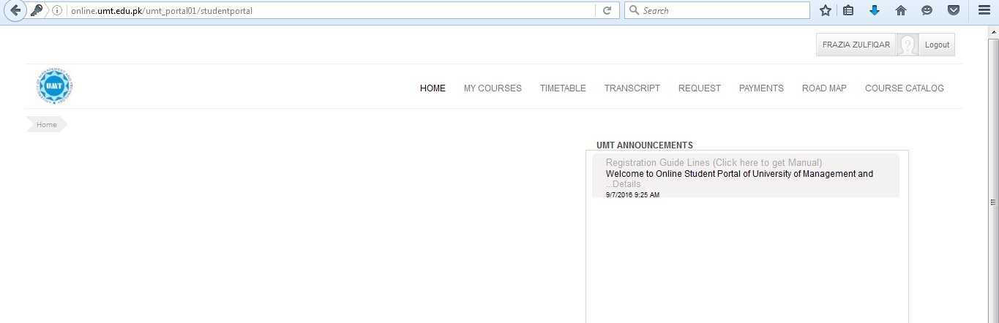 online.umt.edu.pk/umt_portal01/studentportal
Search
FRAZIA ZULFIQAR
Logout
UMT
HOME MY COURSES TIMETABLE TRANSCRIPT REQUEST PAYMENTS ROAD MAP COURSE CATALOG
Home
UMT ANNOUNCEMENTS
Registration Guide Lines (Click here to get Manual)
Welcome to Online Student Portal of University of Management and
...Details
9/7/2016 9:25 AM